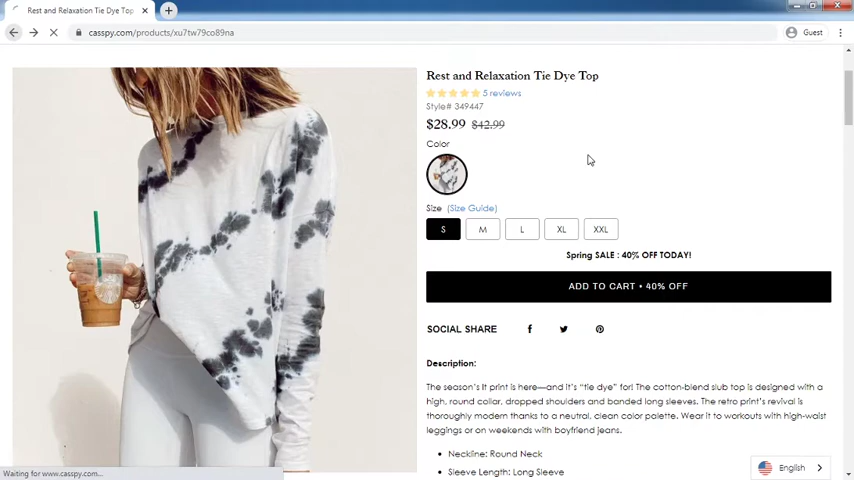 Rest and Relaxation Tie Dye Top
casspy.com/products/xu7tw79co89na
Guest
Rest and Relaxation Tie Dye Top
5 reviews
Style# 349447
$28.99 $42.99
Color
Size (Size Guide)
S M L XL XXL
Spring SALE : 40% OFF TODAY!
ADD TO CART • 40% OFF
SOCIAL SHARE
Description:
The season's It print is here—and it's "tie dye" for! The cotton-blend slub top is designed with a
high, round collar, dropped shoulders and banded long sleeves. The retro print's revival is
thoroughly modern thanks to a neutral, clean color palette. Wear it to workouts with high-waist
leggings or on weekends with boyfriend jeans.
• Neckline: Round Neck
• Sleeve Length: Long Sleeve
English
Waiting for www.casspy.com...